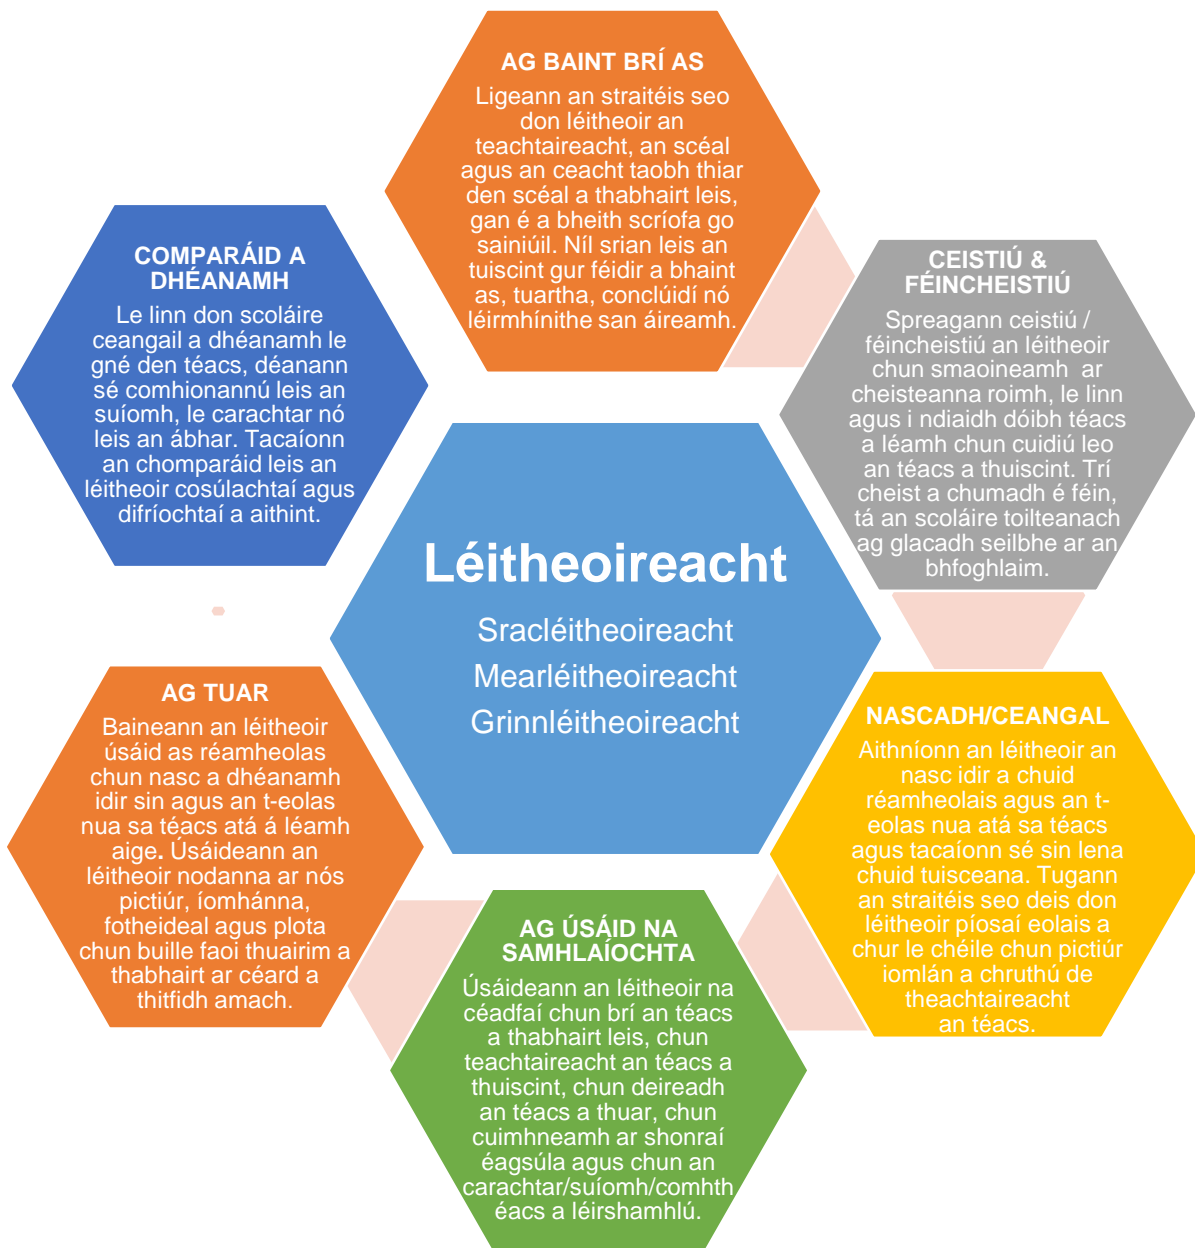 AG BAINT BRÍ AS
Ligeann an straitéis seo
don léitheoir an
teachtaireacht, an scéal
agus an ceacht taobh thiar
den scéal a thabhairt leis,
gan é a bheith scríofa go
sainiúil. Níl srian leis an
tuiscint gur féidir a bhaint
as, tuartha, conclúidí nó
léirmhínithe san áireamh.
CEISTIÚ &
FÉINCHEISTIÚ
Spreagann ceistiú /
féincheistiú an léitheoir
chun smaoineamh ar
cheisteanna roimh, le linn
agus i ndiaidh dóibh téacs
a léamh chun cuidiú leo
an téacs a thuiscint. Trí
cheist a chumadh é féin,
tá an scoláire toilteanach
ag glacadh seilbhe ar an
bhfoghlaim.
NASCADH/CEANGAL
Aithníonn an léitheoir an
nasc idir a chuid
réamheolais agus an t-
eolas nua atá sa téacs
agus tacaíonn sé sin lena
chuid tuisceana. Tugann
an straitéis seo deis don
léitheoir píosaí eolais a
chur le chéile chun pictiúr
iomlán a chruthú de
theachtaireacht
an téacs.
AG ÚSÁID NA
SAMHLAÍOCHTA
Úsáideann an léitheoir na
céadfaí chun brí an téacs
a thabhairt leis, chun
teachtaireacht an téacs a
thuiscint, chun deireadh
an téacs a thuar, chun
cuimhneamh ar shonraí
éagsúla agus chun an
carachtar/suíomh/comhth
éacs a léirshamhlú.
AG TUAR
Baineann an léitheoir
úsáid as réamheolas
chun nasc a dhéanamh
idir sin agus an t-eolas
nua sa téacs atá á léamh
aige. Úsáideann an
léitheoir nodanna ar nós
pictiúr, íomhánna,
fotheideal agus plota
chun buille faoi thuairim a
thabhairt ar céard a
thitfidh amach.
COMPARÁID A
DHÉANAMH
Le linn don scoláire
ceangail a dhéanamh le
gné den téacs, déanann
sé comhionannú leis an
suíomh, le carachtar nó
leis an ábhar. Tacaíonn
an chomparáid leis an
léitheoir cosúlachtaí agus
difríochtaí a aithint.
Léitheoireacht
Sracléitheoireacht
Mearléitheoireacht
Grinnléitheoireacht